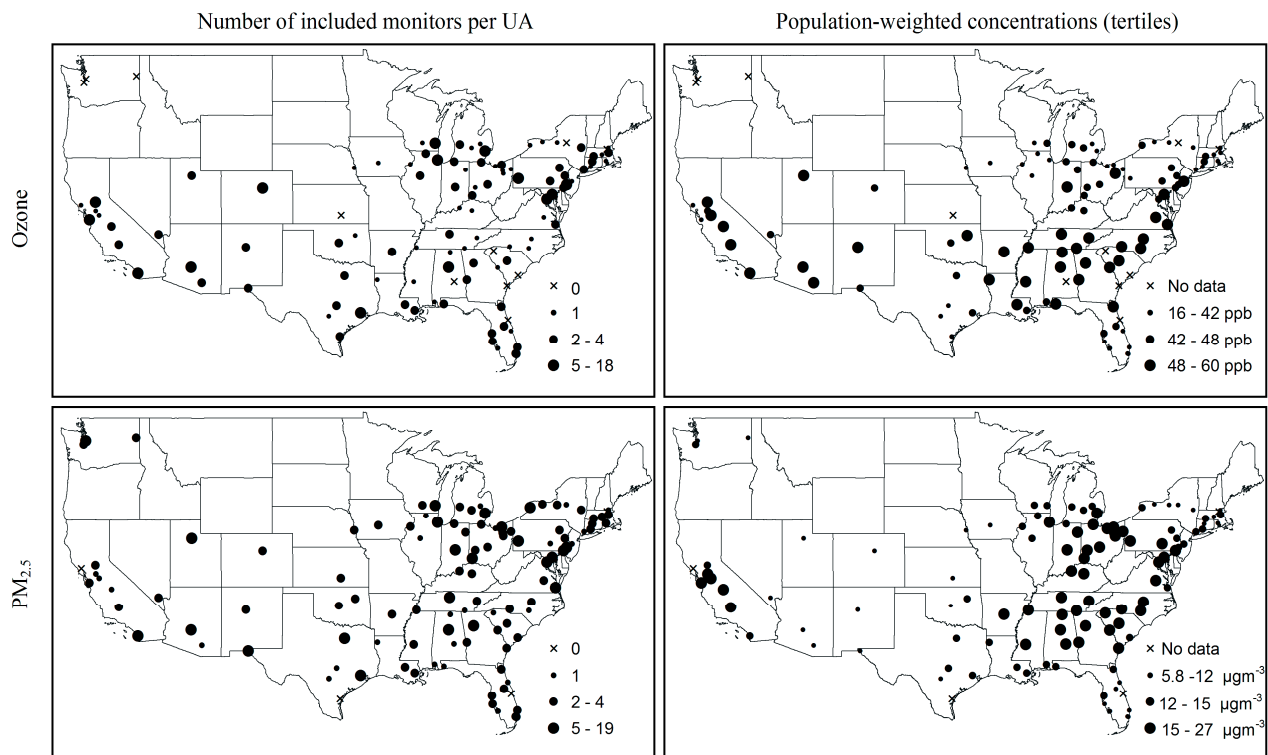 Number of included monitors per UA
Population-weighted concentrations (tertiles)
Ozone
0
1
2 - 4
5 - 18
No data
16 - 42 ppb
42 - 48 ppb
48 - 60 ppb
PM2.5
0
1
2 - 4
5 - 19
No data
5.8 -12 µgm-3
12 - 15 µgm-3
15 - 27 µgm-3